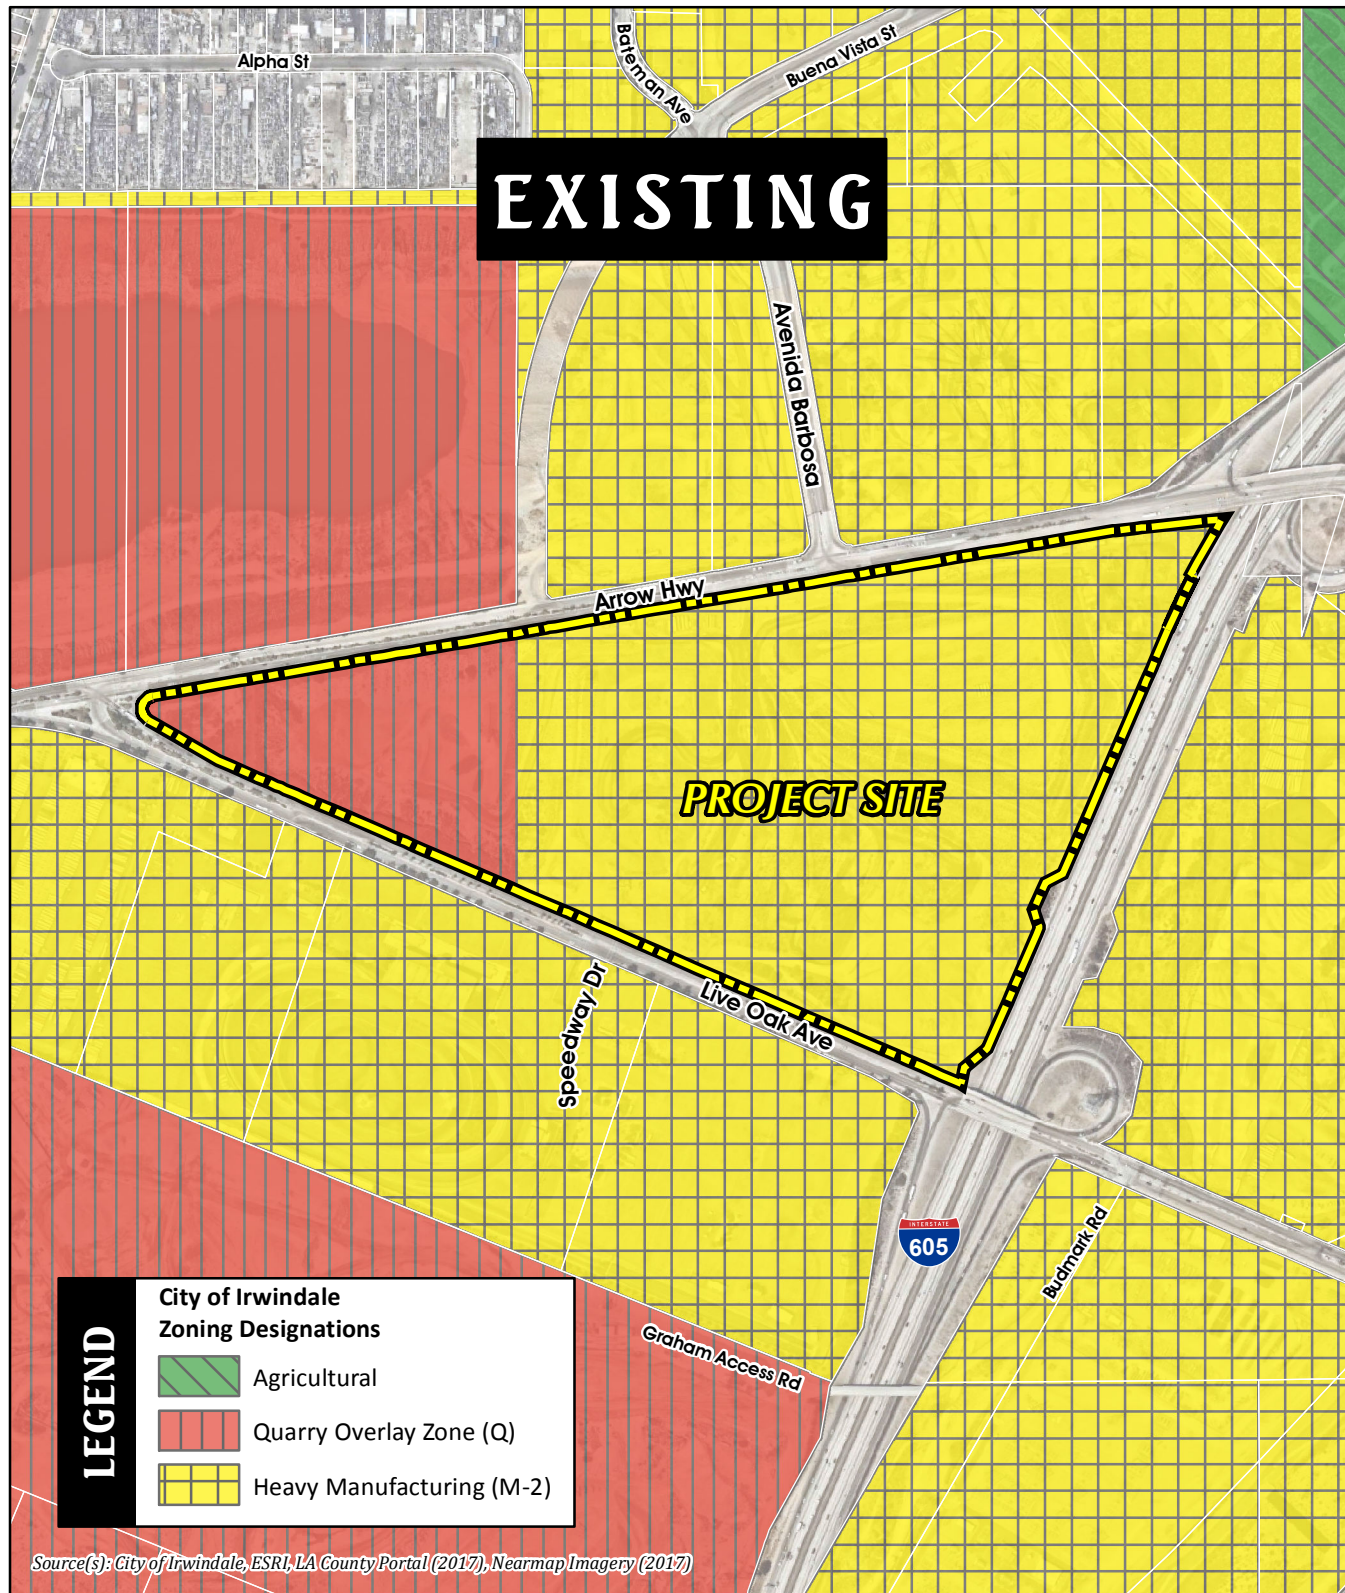 Alpha St
Bateman Ave
Buena Vista St
EXISTING
Avenida Barbosa
Arrow Hwy
PROJECT SITE
Live Oak Ave
Speedway Dr
INTERSTATE
605
Budmark Rd
Graham Access Rd
LEGEND
City of Irwindale
Zoning Designations
Agricultural
Quarry Overlay Zone (Q)
Heavy Manufacturing (M-2)
Source(s): City of Irwindale, ESRI, LA County Portal (2017), Nearmap Imagery (2017)